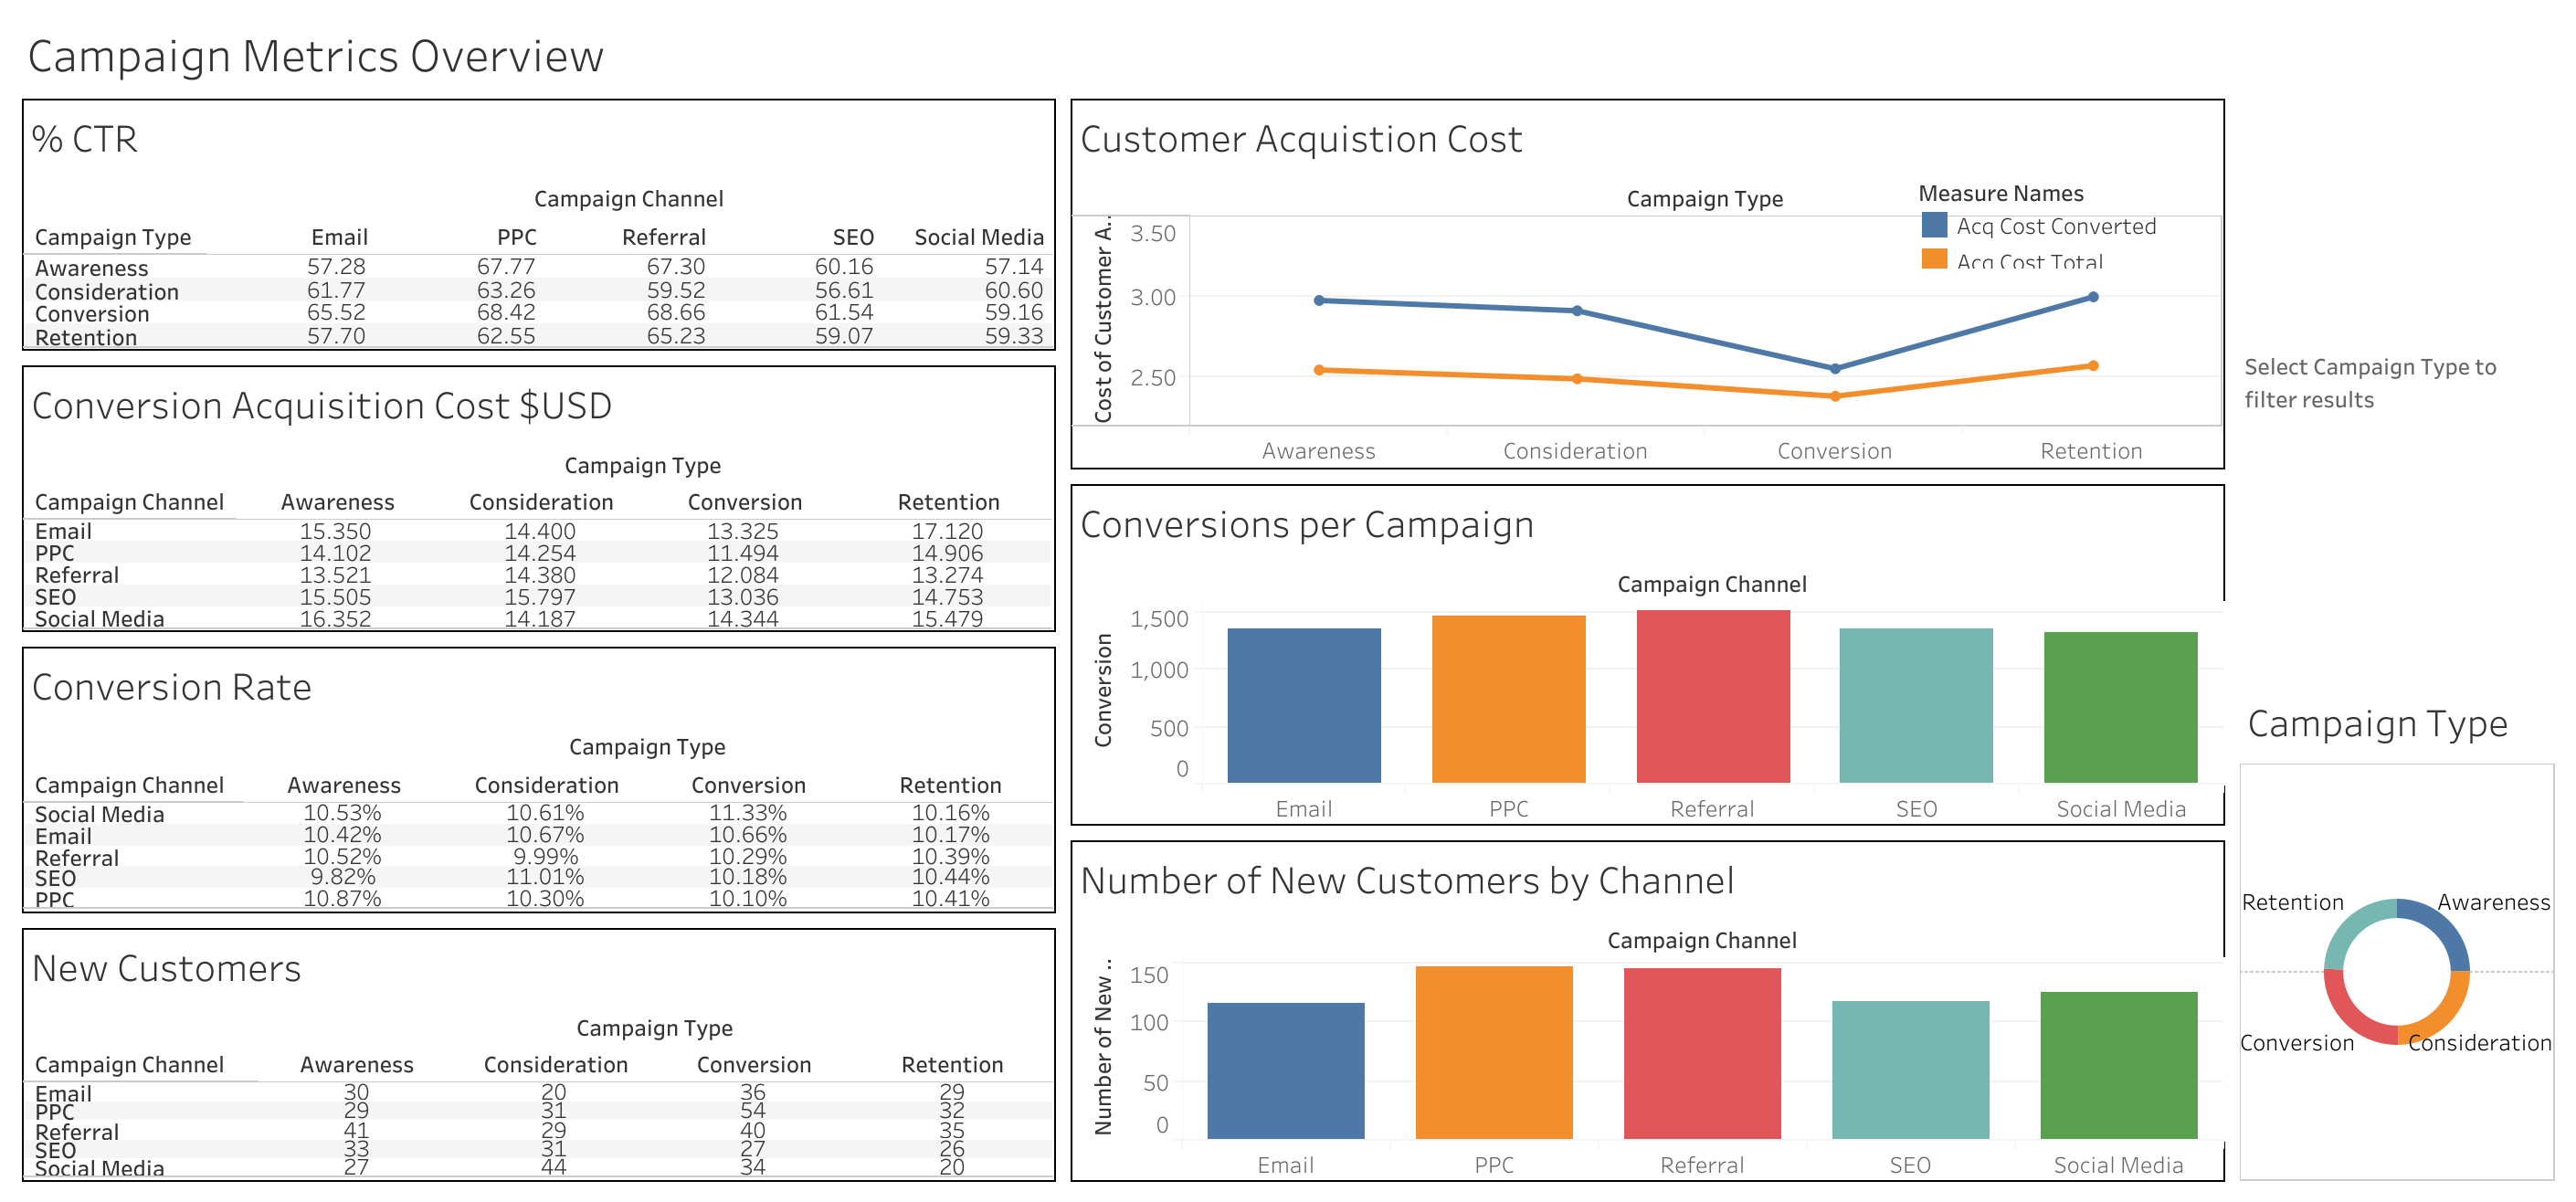 Campaign Metrics Overview
% CTR
Campaign Channel
Campaign Type Email PPC Referral SEO Social Media
Awareness 57.28 67.77 67.30 60.16 57.14
Consideration 61.77 63.26 59.52 56.61 60.60
Conversion 65.52 68.42 68.66 61.54 59.16
Retention 57.70 62.55 65.23 59.07 59.33
Conversion Acquisition Cost $USD
Campaign Type
Campaign Channel Awareness Consideration Conversion Retention
Email 15.350 14.400 13.325 17.120
PPC 14.102 14.254 11.494 14.906
Referral 13.521 14.380 12.084 13.274
SEO 15.505 15.797 13.036 14.753
Social Media 16.352 14.187 14.344 15.479
Conversion Rate
Campaign Type
Campaign Channel Awareness Consideration Conversion Retention
Social Media 10.53% 10.61% 11.33% 10.16%
Email 10.42% 10.67% 10.66% 10.17%
Referral 10.52% 9.99% 10.29% 10.39%
SEO 9.82% 11.01% 10.18% 10.44%
PPC 10.87% 10.30% 10.10% 10.41%
New Customers
Campaign Type
Campaign Channel Awareness Consideration Conversion Retention
Email 30 20 36 29
PPC 29 31 54 32
Referral 41 29 40 35
SEO 33 31 27 26
Social Media 27 44 34 20
Customer Acquistion Cost
Campaign Type
Measure Names
Acq Cost Converted
Acq Cost Total
Cost of Customer A..
3.50
3.00
2.50
Awareness Consideration Conversion Retention
Conversions per Campaign
Campaign Channel
Conversion
1,500
1,000
500
0
Email PPC Referral SEO Social Media
Number of New Customers by Channel
Campaign Channel
Number of New ..
150
100
50
0
Email PPC Referral SEO Social Media
Select Campaign Type to
filter results
Campaign Type
Retention Awareness
Conversion Consideration